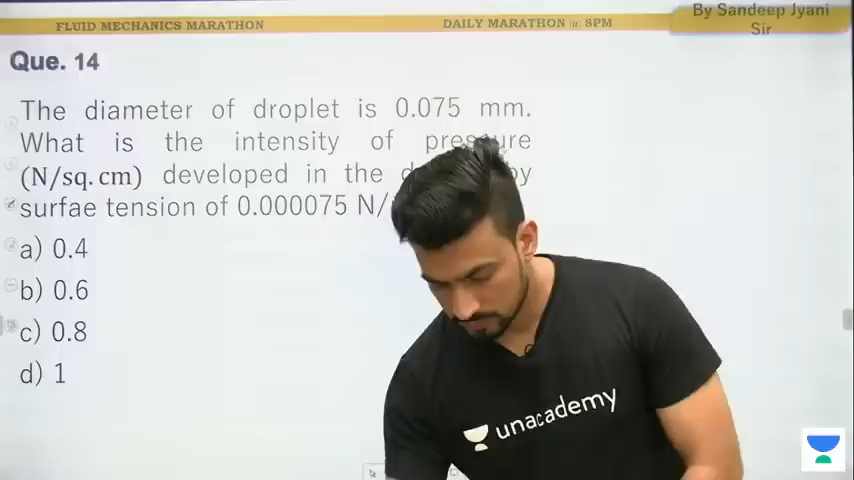 FLUID MECHANICS MARATHON
DAILY MARATHON @ 8PM
By Sandeep Jyani
Sir
Que. 14
The diameter of droplet is 0.075 mm.
What is the intensity of pressure
(N/sq. cm) developed in the by
surfae tension of 0.000075 N/
a) 0.4
b) 0.6
c) 0.8
d) 1
unacademy